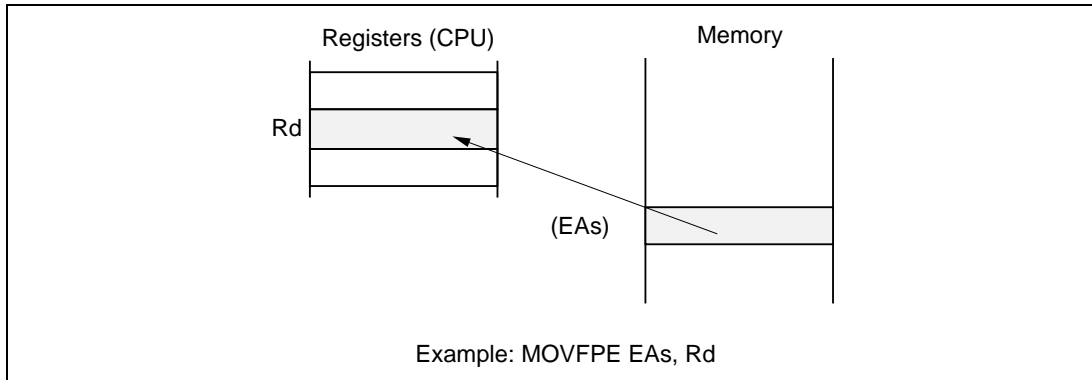 Registers (CPU) Memory
Rd
(EAs)
Example: MOVFPE EAs, Rd